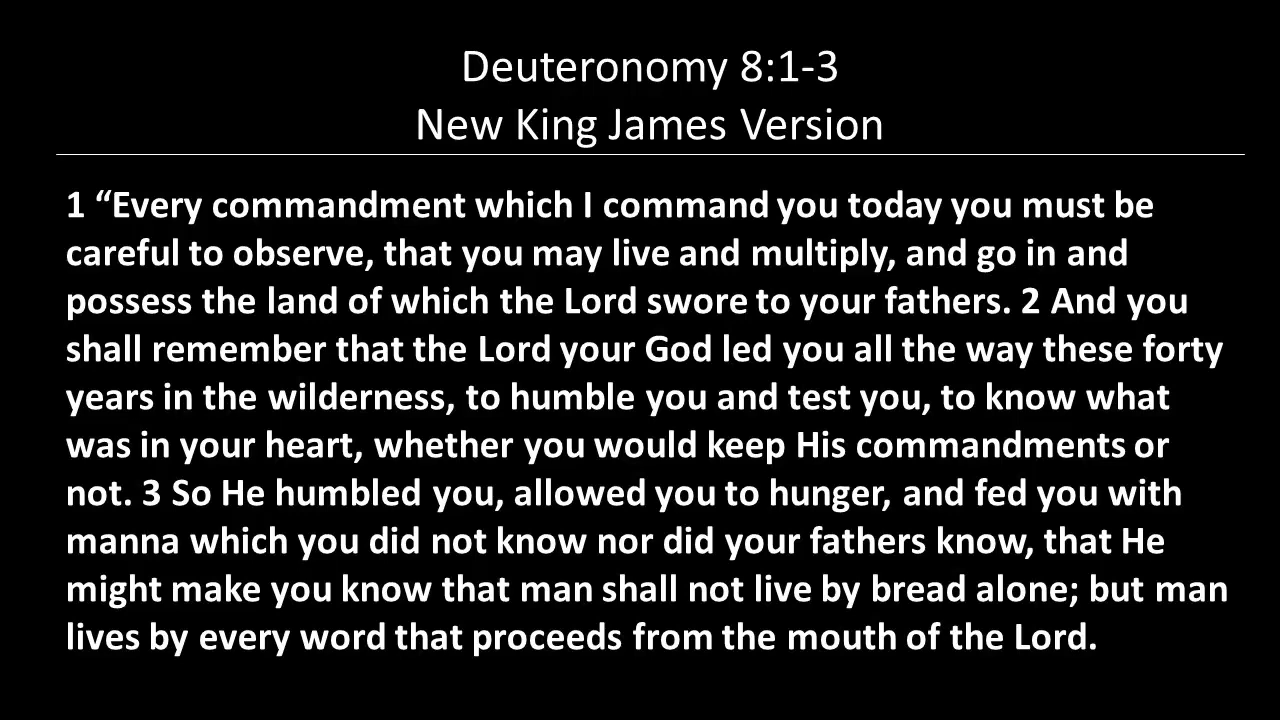 Deuteronomy 8:1-3
New King James Version
1 “Every commandment which I command you today you must be
careful to observe, that you may live and multiply, and go in and
possess the land of which the Lord swore to your fathers. 2 And you
shall remember that the Lord your God led you all the way these forty
years in the wilderness, to humble you and test you, to know what
was in your heart, whether you would keep His commandments or
not. 3 So He humbled you, allowed you to hunger, and fed you with
manna which you did not know nor did your fathers know, that He
might make you know that man shall not live by bread alone; but man
lives by every word that proceeds from the mouth of the Lord.